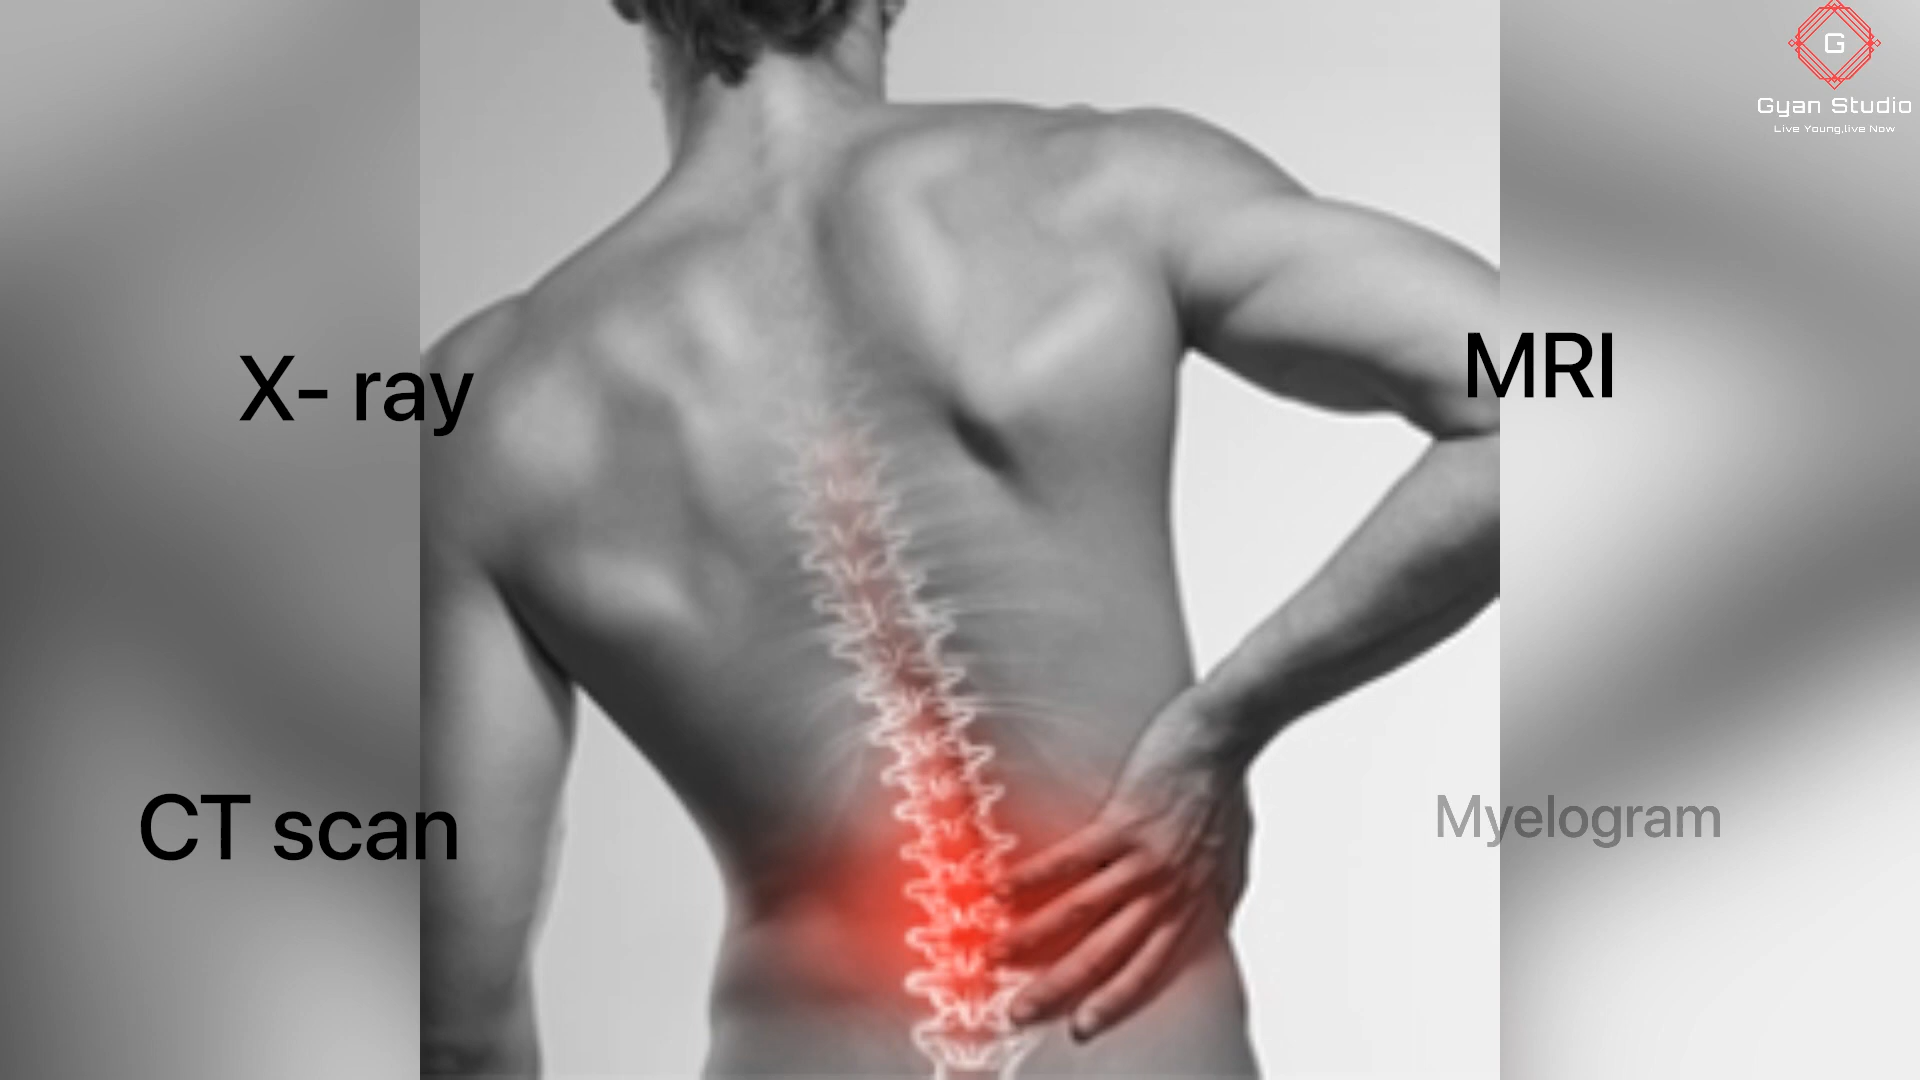 G
Gyan Studio
Live Young,live Now
X- ray
MRI
CT scan
Myelogram